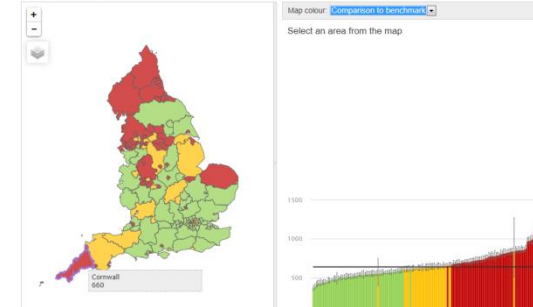 +
−
Map colour: Comparison to benchmark
Select an area from the map
Cornwall
660
1500
1000
500